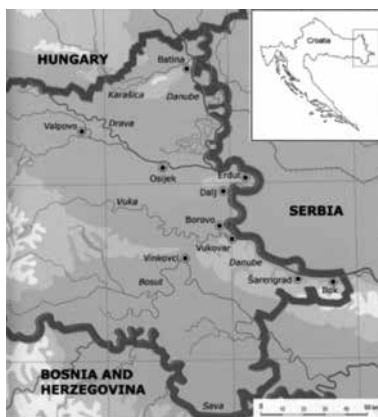 Croatia
HUNGARY
Batina
Karašica
Danube
Drava
Valpovo
Osijek
Erdut
Dalj
SERBIA
Vuka
Borovo
Vukovar
Vinkovci
Danube
Bosut
Šarengrad
Ilok
BOSNIA AND
HERZEGOVINA
Sava